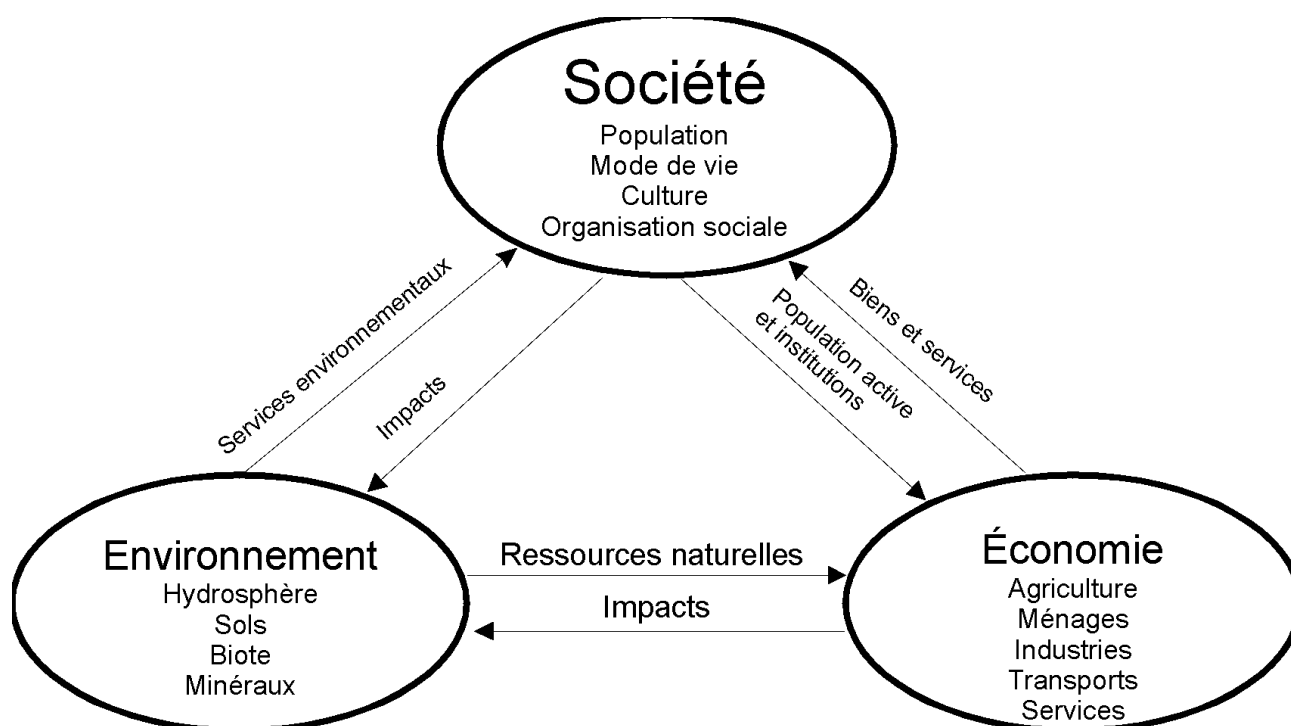 Société
Population
Mode de vie
Culture
Organisation sociale
Services environnementaux
Impacts
Population active
et institutions
Biens et services
Environnement
Hydrosphère
Sols
Biote
Minéraux
Ressources naturelles
Impacts
Économie
Agriculture
Ménages
Industries
Transports
Services